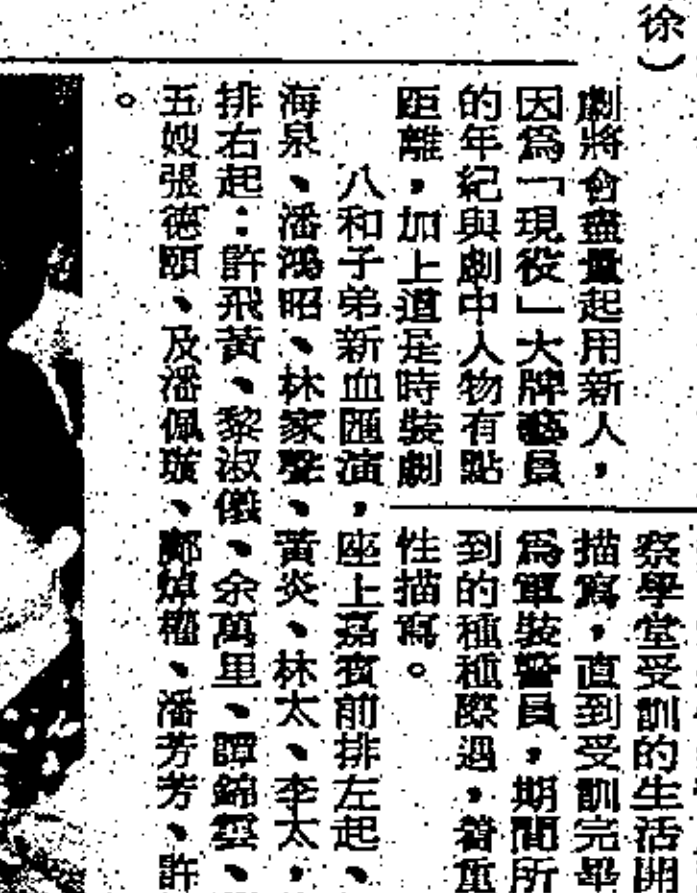 徐）
劇將會盡量起用新人，
因為「現役」大牌藝員
的年紀與劇中人物有點
距離，加上這是時裝劇
察學堂受訓的生活開
描寫，直到受訓完畢
為軍裝警員，期間所
到的種種際遇，着重
性描寫。
八和子弟新血匯演，座上嘉賓前排左起、
海泉、潘鴻昭、林家聲、黃炎、林太、李太，
排右起：許飛黃、黎淑儀、余萬里、譚錦雲、
五嫂張德頤、及潘佩璇、鄺焯權、潘芳芳、許
。